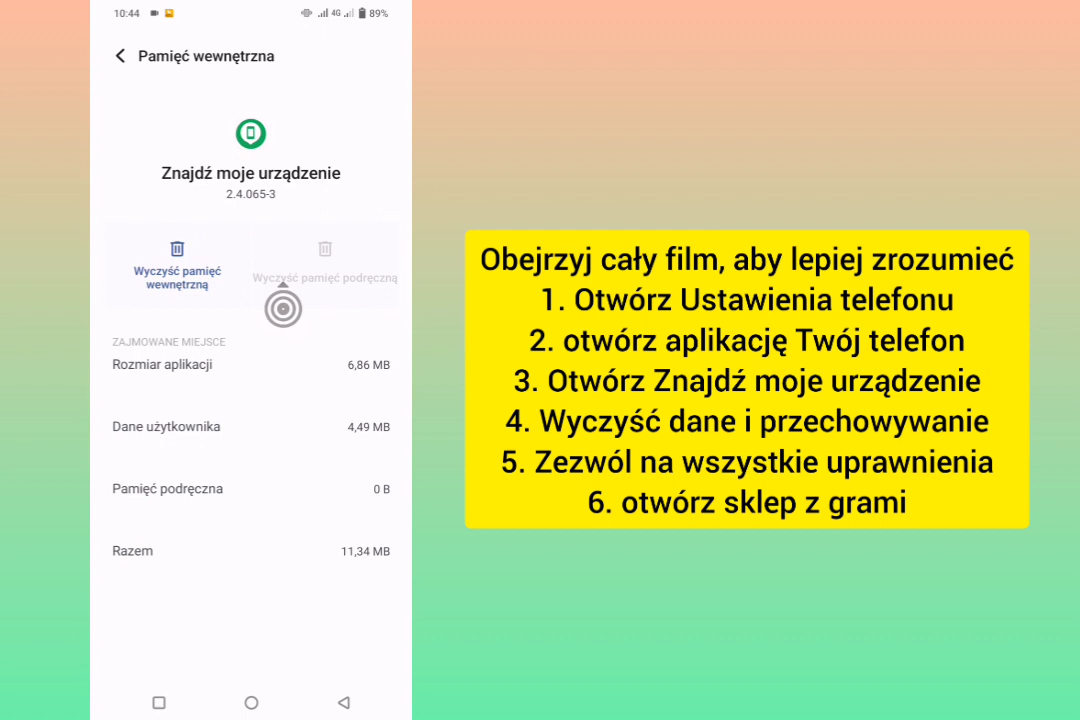 10:44
4G
89%
Pamięć wewnętrzna
Znajdź moje urządzenie
2.4.065-3
Wyczyść pamięć
wewnętrzną
Wyczyść pamięć podręczną
ZAJMOWANE MIEJSCE
Rozmiar aplikacji 6,86 MB
Dane użytkownika 4,49 MB
Pamięć podręczna 0 B
Razem 11,34 MB
Obejrzyj cały film, aby lepiej zrozumieć
1. Otwórz Ustawienia telefonu
2. otwórz aplikację Twój telefon
3. Otwórz Znajdź moje urządzenie
4. Wyczyść dane i przechowywanie
5. Zezwól na wszystkie uprawnienia
6. otwórz sklep z grami